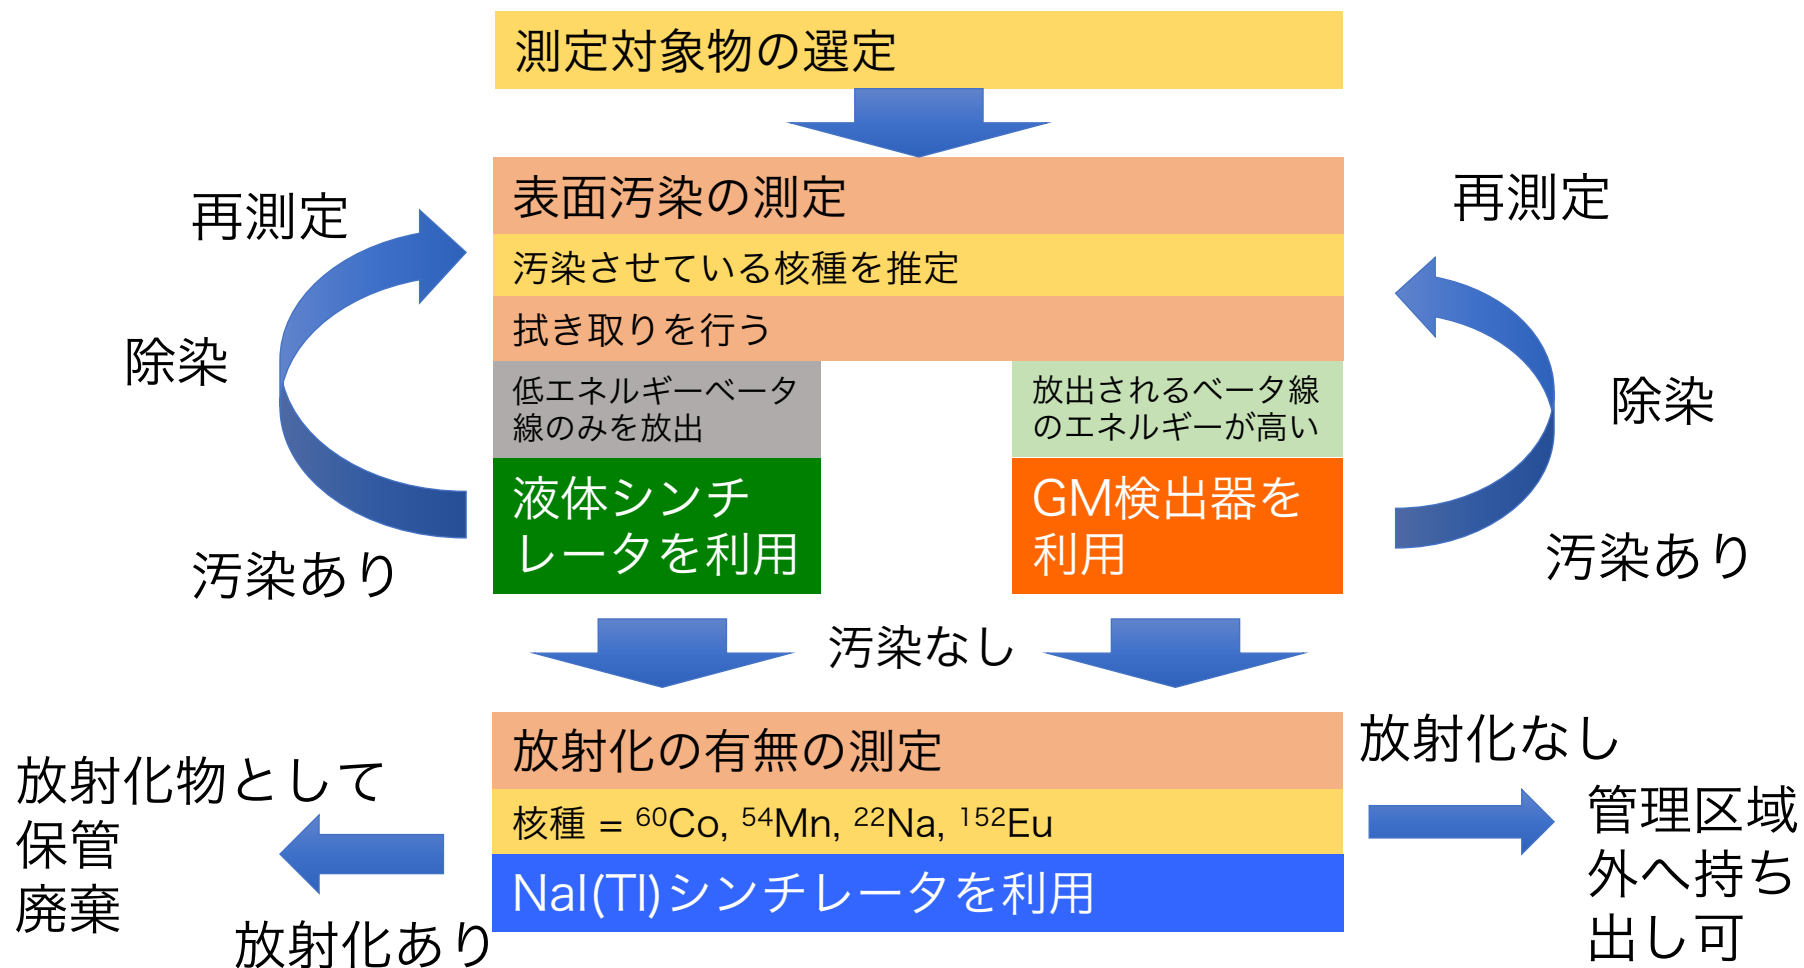 測定対象物の選定
表面汚染の測定
汚染させている核種を推定
拭き取りを行う
低エネルギーベータ
線のみを放出
液体シンチ
レータを利用
放出されるベータ線
のエネルギーが高い
GM検出器を
利用
再測定
除染
汚染あり
再測定
除染
汚染あり
汚染なし
放射化の有無の測定
核種 = ⁶⁰Co, ⁵⁴Mn, ²²Na, ¹⁵²Eu
NaI(Tl)シンチレータを利用
放射化物として
保管
廃棄
放射化あり
放射化なし
管理区域
外へ持ち
出し可